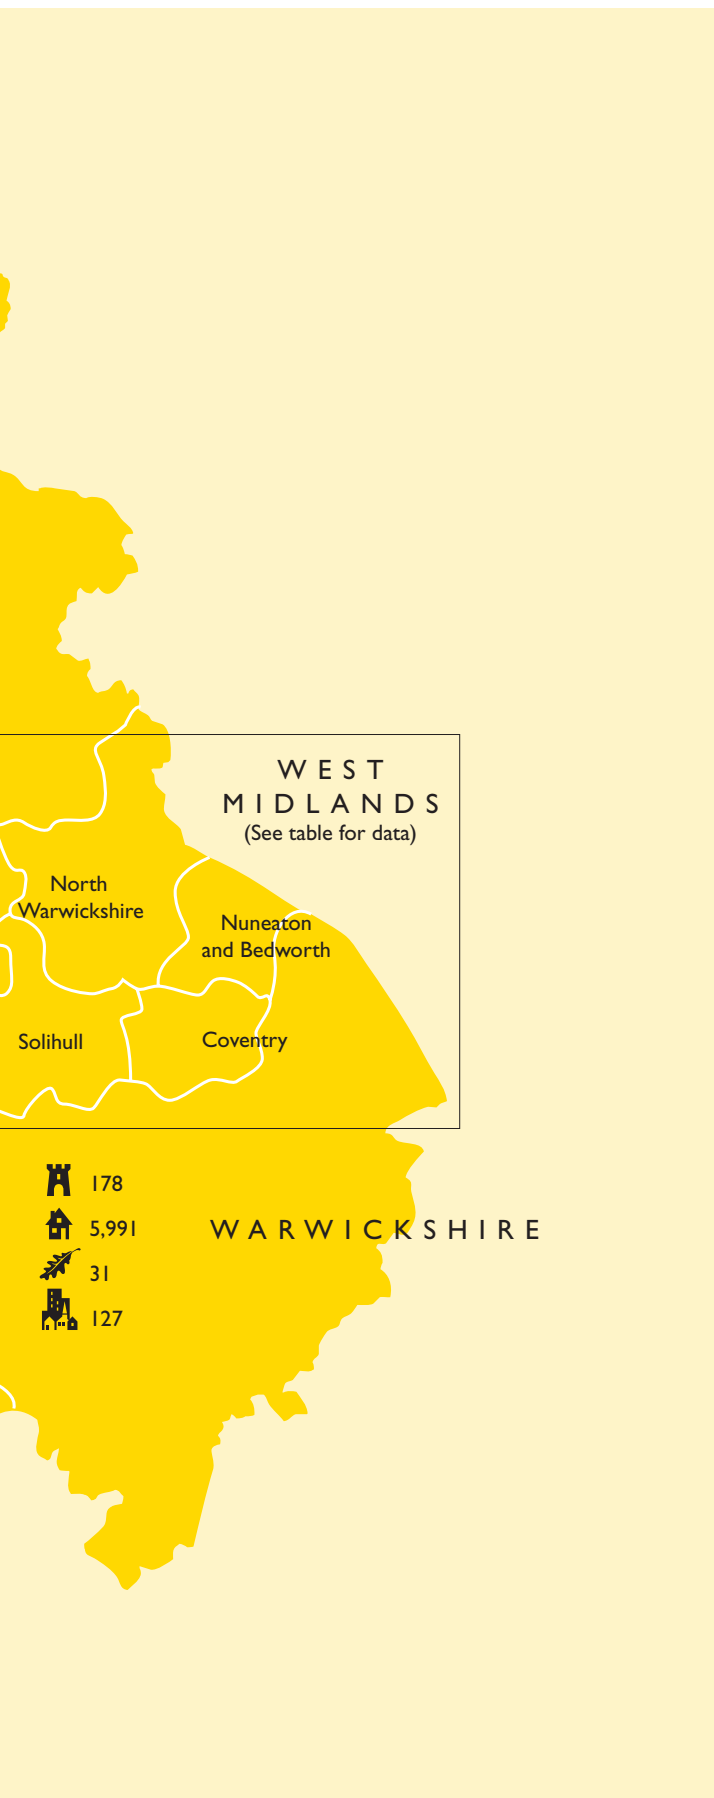 WEST
MIDLANDS
(See table for data)
North
Warwickshire
Nuneaton
and Bedworth
Solihull
Coventry
178
5,991
WARWICKSHIRE
31
127